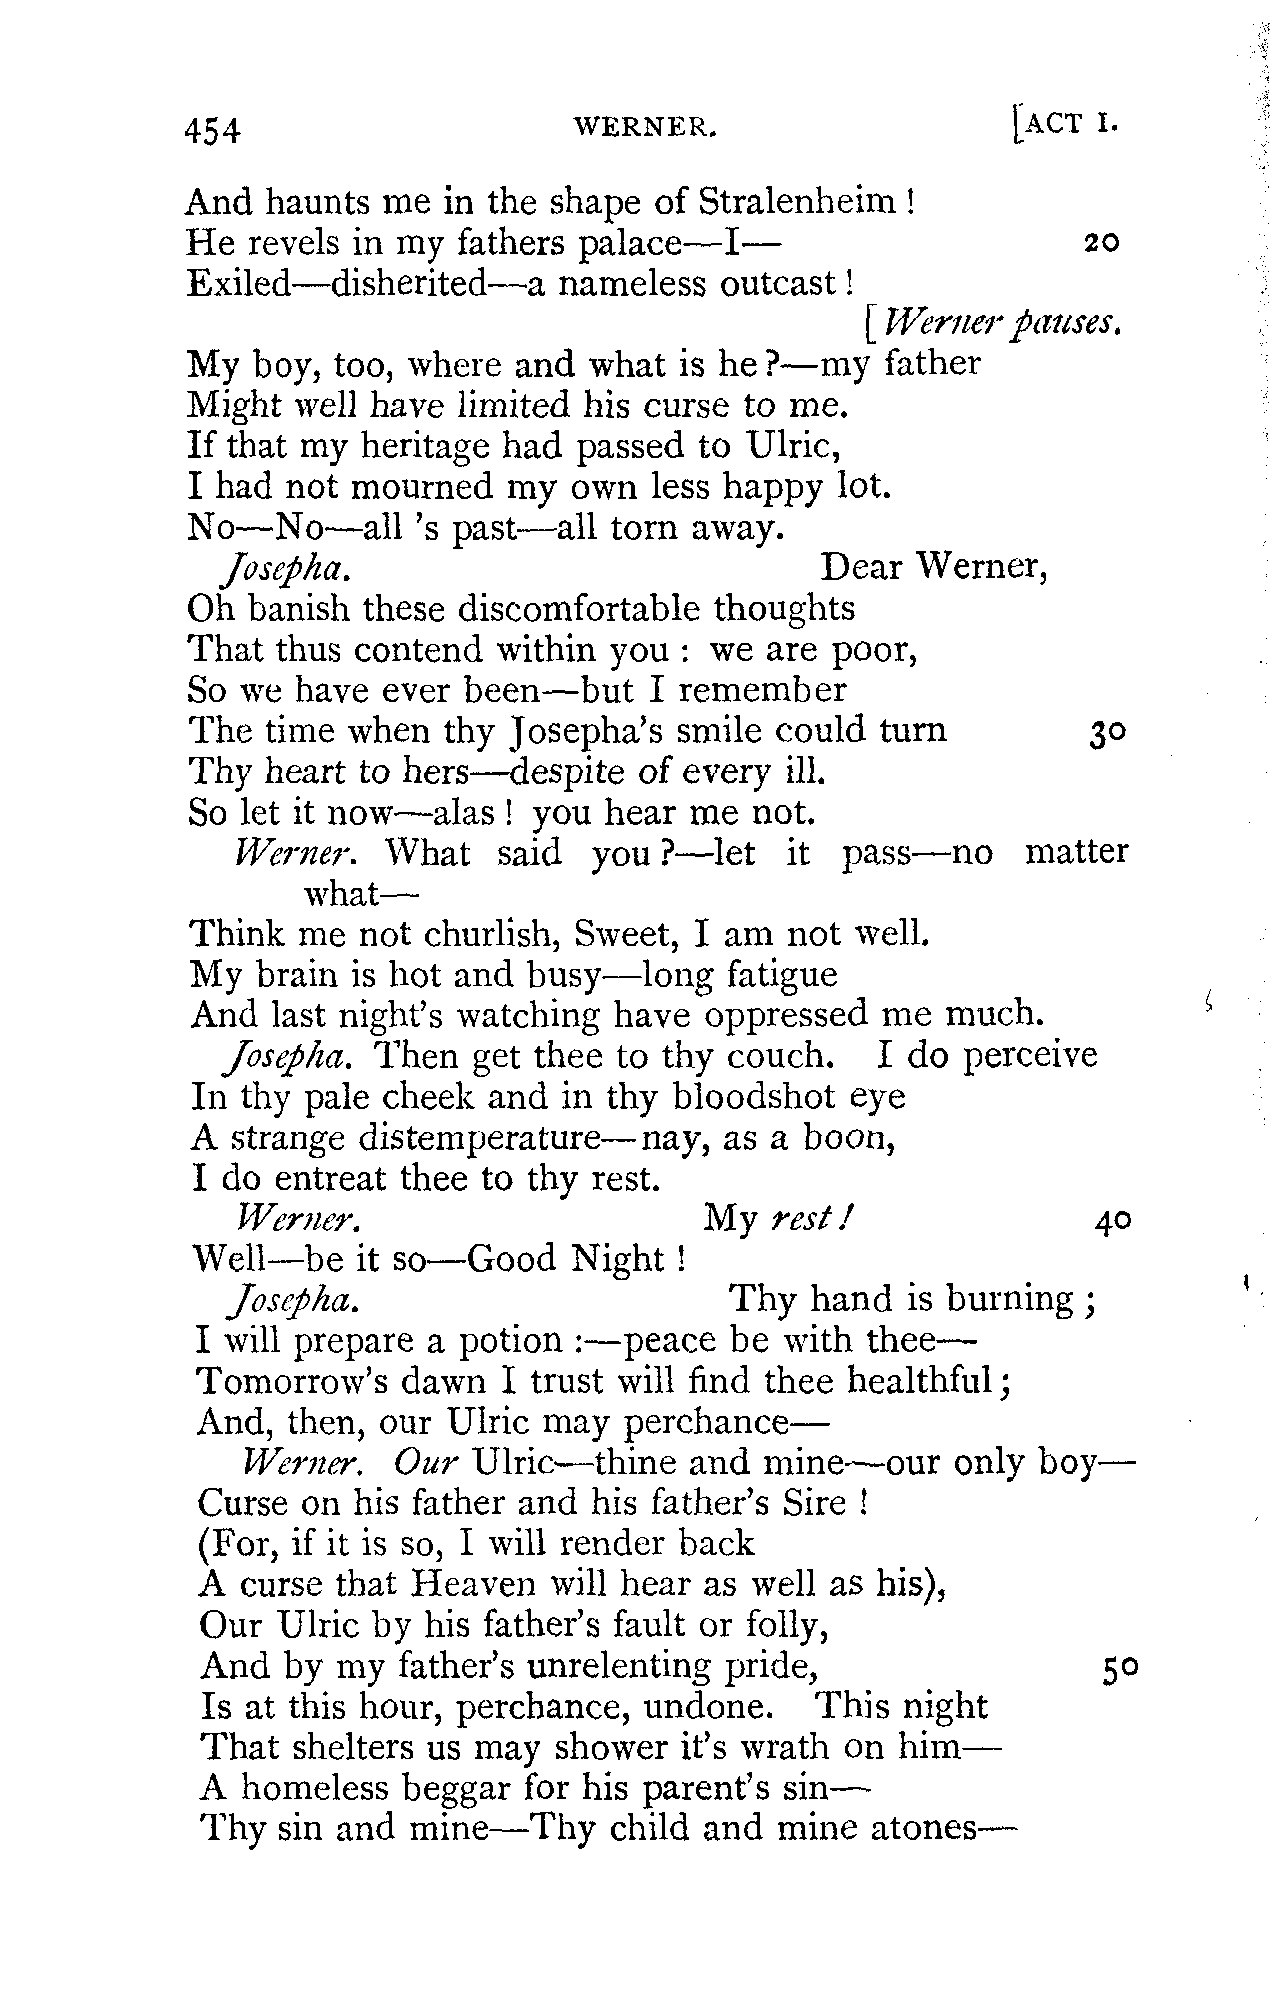 454 WERNER. [ACT I.
And haunts me in the shape of Stralenheim !
He revels in my fathers palace—I— 20
Exiled—disherited—a nameless outcast !
[Werner pauses.
My boy, too, where and what is he?—my father
Might well have limited his curse to me.
If that my heritage had passed to Ulric,
I had not mourned my own less happy lot.
No—No—all 's past—all torn away.
Josepha. Dear Werner,
Oh banish these discomfortable thoughts
That thus contend within you : we are poor,
So we have ever been—but I remember
The time when thy Josepha's smile could turn 30
Thy heart to hers—despite of every ill.
So let it now—alas ! you hear me not.
Werner. What said you ?—let it pass—no matter
what—
Think me not churlish, Sweet, I am not well.
My brain is hot and busy—long fatigue
And last night's watching have oppressed me much.
Josepha. Then get thee to thy couch. I do perceive
In thy pale cheek and in thy bloodshot eye
A strange distemperature—nay, as a boon,
I do entreat thee to thy rest.
Werner. My rest! 40
Well—be it so—Good Night !
Josepha. Thy hand is burning ;
I will prepare a potion :—peace be with thee—
Tomorrow's dawn I trust will find thee healthful ;
And, then, our Ulric may perchance—
Werner. Our Ulric—thine and mine—our only boy—
Curse on his father and his father's Sire !
(For, if it is so, I will render back
A curse that Heaven will hear as well as his),
Our Ulric by his father's fault or folly,
And by my father's unrelenting pride, 50
Is at this hour, perchance, undone. This night
That shelters us may shower it's wrath on him—
A homeless beggar for his parent's sin—
Thy sin and mine—Thy child and mine atones—